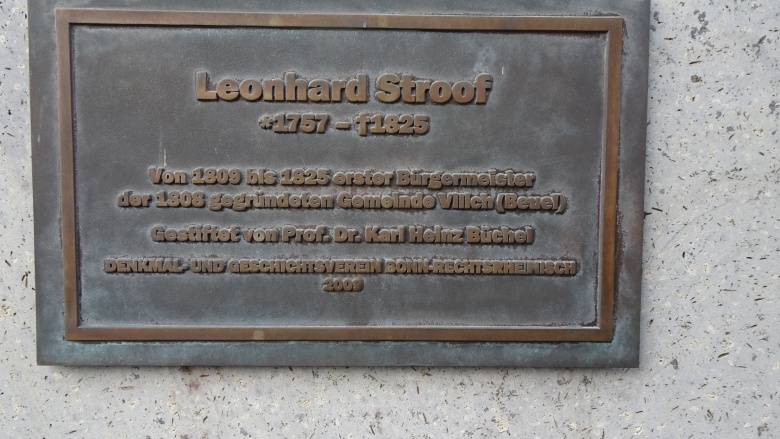 Leonhard Stroof
*1757 – †1825
Von 1808 bis 1825 erster Bürgermeister
der 1808 gegründeten Gemeinde Vilich (Beuel)
Gestiftet von Prof. Dr. Karl Heinz Büchel
DENKMAL- UND GESCHICHTSVEREIN BONN-RECHTSRHEINISCH
2009